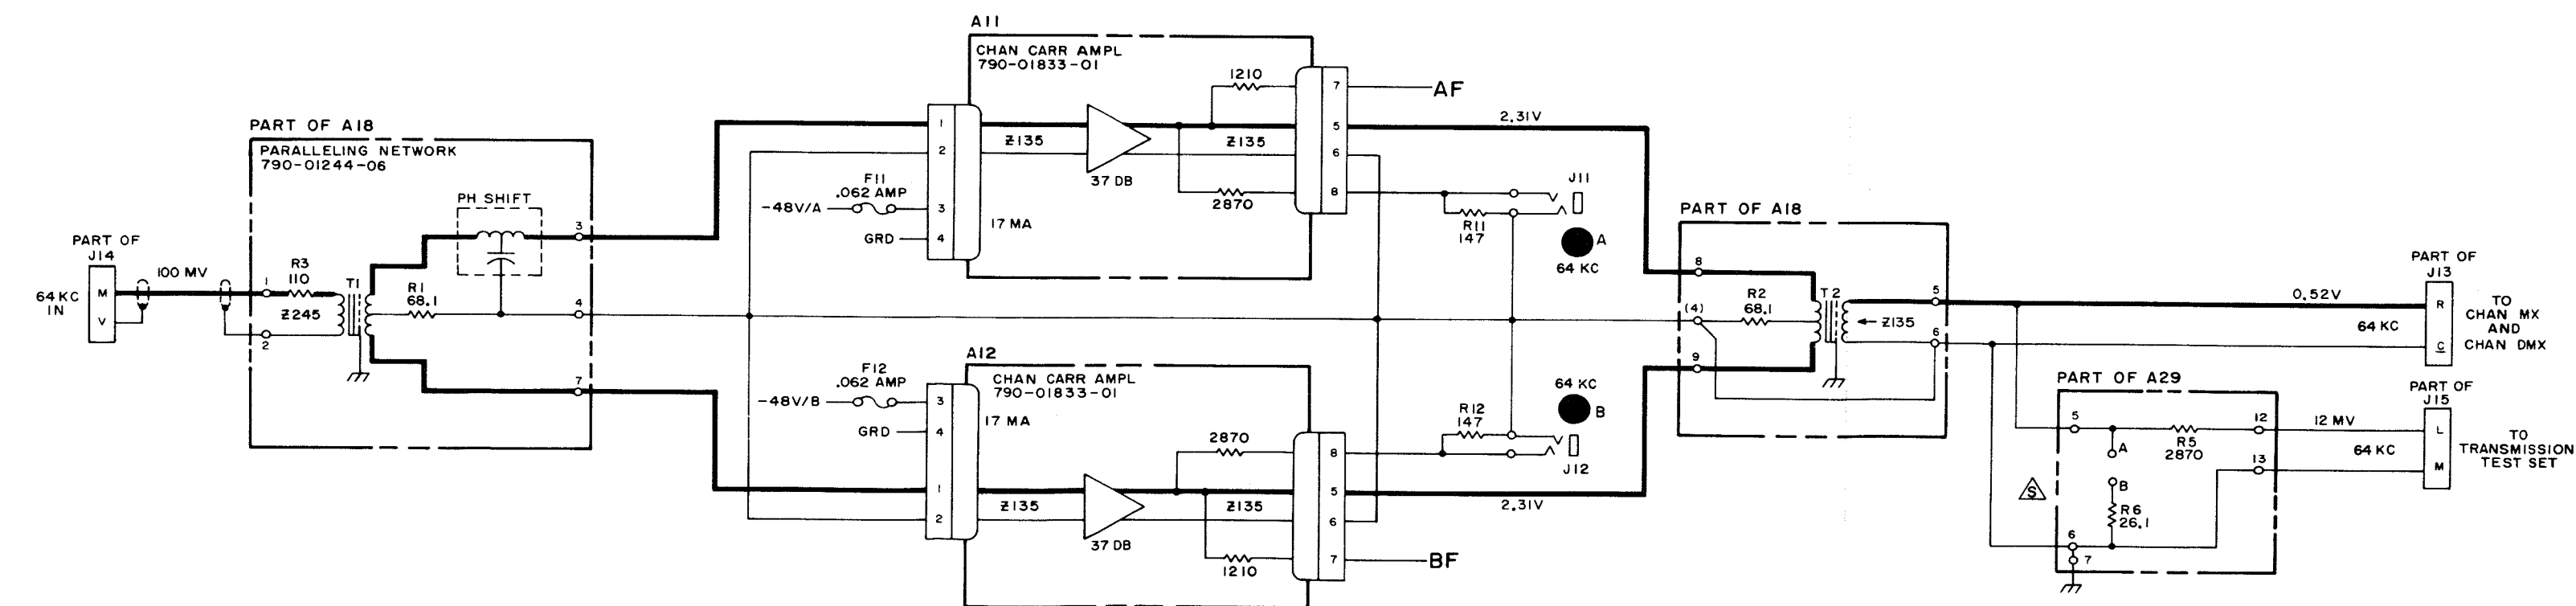 PART OF
J14
64 KC
IN
M
V
100 MV
PART OF A18
PARALLELING NETWORK
790-01244-06
1
2
R3
110
Ƶ245
T1
R1
68.1
PH SHIFT
3
4
7
A11
CHAN CARR AMPL
790-01833-01
1
2
3
4
F11
.062 AMP
-48V/A
GRD
17 MA
Ƶ135
37 DB
1210
Ƶ135
2870
7
5
6
8
AF
2.31V
J11
R11
147
A
64 KC
A12
CHAN CARR AMPL
790-01833-01
F12
.062 AMP
-48V/B
GRD
3
4
1
2
17 MA
Ƶ135
37 DB
2870
Ƶ135
1210
8
5
6
7
BF
2.31V
64 KC
B
R12
147
J12
PART OF A18
8
(4)
9
R2
68.1
T2
Ƶ135
5
6
0.52V
64 KC
PART OF
J13
R
C
TO
CHAN MX
AND
CHAN DMX
PART OF A29
5
A
B
R5
2870
R6
26.1
6
7
12
13
S
12 MV
64 KC
PART OF
J15
L
M
TO
TRANSMISSION
TEST SET